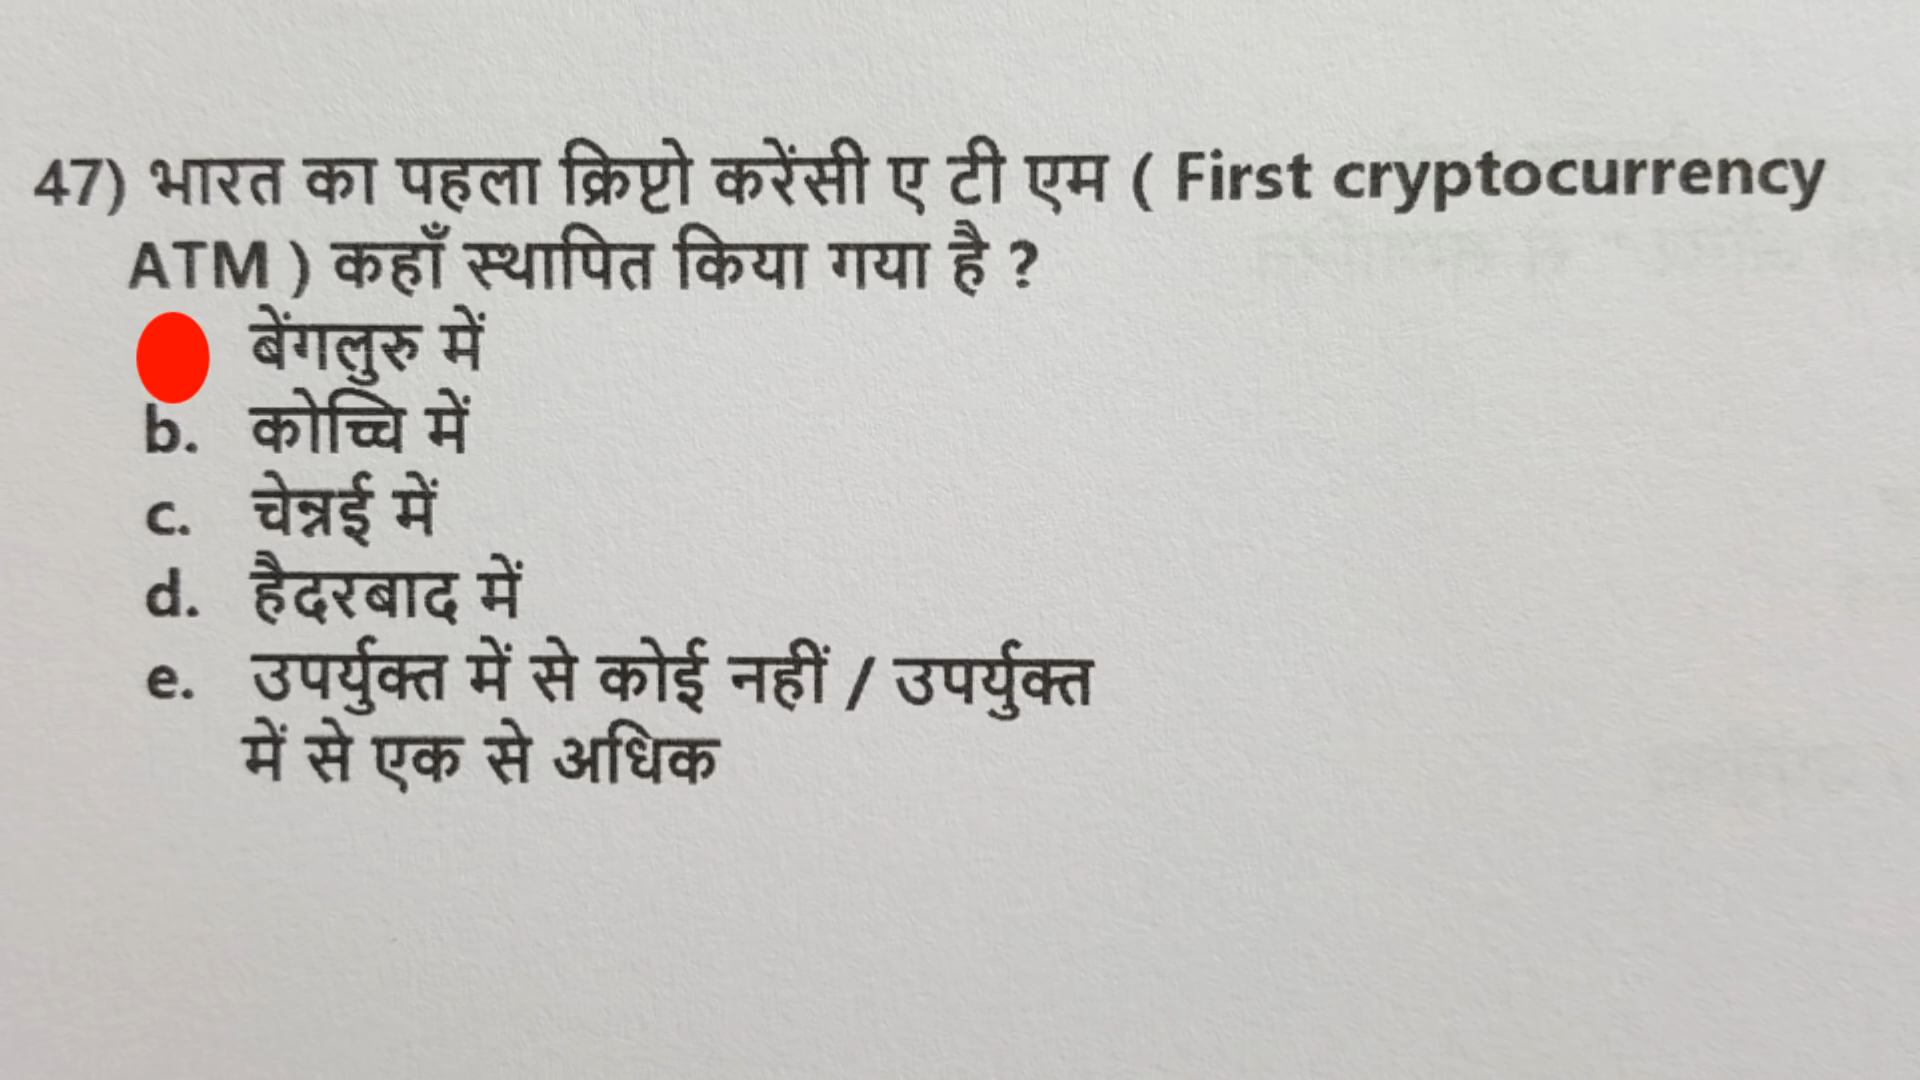 47) भारत का पहला क्रिप्टो करेंसी ए टी एम ( First cryptocurrency
ATM ) कहाँ स्थापित किया गया है ?
बेंगलुरु में
b. कोच्चि में
c. चेन्नई में
d. हैदरबाद में
e. उपर्युक्त में से कोई नहीं / उपर्युक्त
में से एक से अधिक